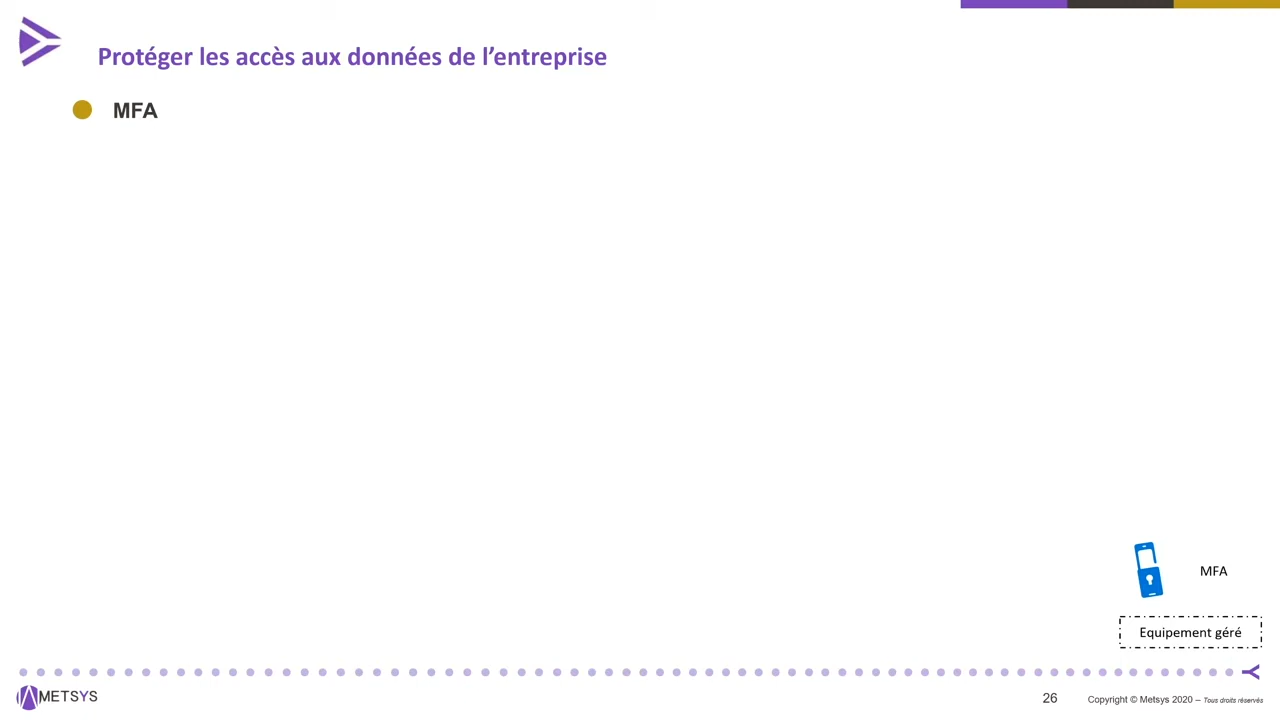 Protéger les accès aux données de l’entreprise
MFA
MFA
Equipement géré
METSYS
26
Copyright © Metsys 2020 – Tous droits réservés